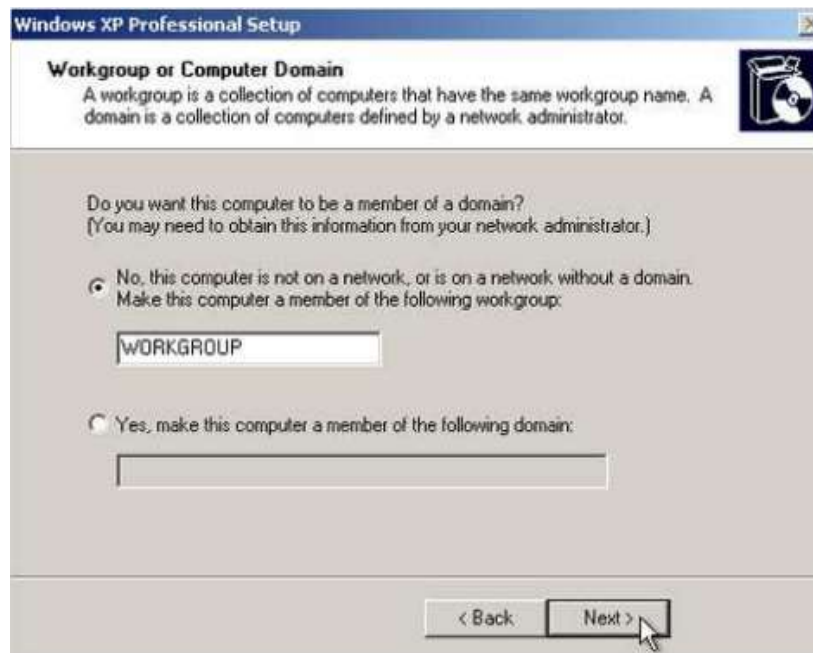 Windows XP Professional Setup
Workgroup or Computer Domain
A workgroup is a collection of computers that have the same workgroup name. A
domain is a collection of computers defined by a network administrator.
Do you want this computer to be a member of a domain?
(You may need to obtain this information from your network administrator.)
No, this computer is not on a network, or is on a network without a domain.
Make this computer a member of the following workgroup:
WORKGROUP
Yes, make this computer a member of the following domain:
< Back
Next >